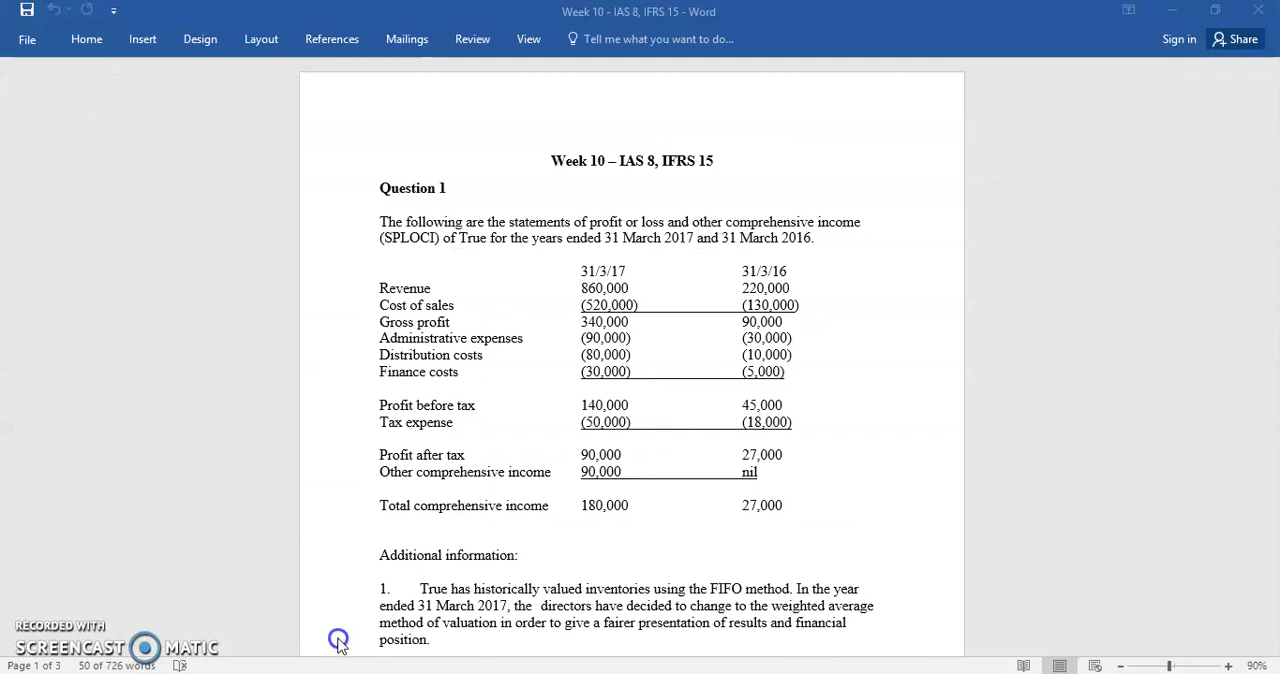 Week 10 - IAS 8, IFRS 15 - Word
File Home Insert Design Layout References Mailings Review View Tell me what you want to do... Sign in Share
Week 10 – IAS 8, IFRS 15
Question 1
The following are the statements of profit or loss and other comprehensive income
(SPLOCI) of True for the years ended 31 March 2017 and 31 March 2016.
31/3/17 31/3/16
Revenue 860,000 220,000
Cost of sales (520,000) (130,000)
Gross profit 340,000 90,000
Administrative expenses (90,000) (30,000)
Distribution costs (80,000) (10,000)
Finance costs (30,000) (5,000)
Profit before tax 140,000 45,000
Tax expense (50,000) (18,000)
Profit after tax 90,000 27,000
Other comprehensive income 90,000 nil
Total comprehensive income 180,000 27,000
Additional information:
1. True has historically valued inventories using the FIFO method. In the year
ended 31 March 2017, the directors have decided to change to the weighted average
method of valuation in order to give a fairer presentation of results and financial
position.
RECORDED WITH
SCREENCAST MATIC
Page 1 of 3 50 of 726 words 90%